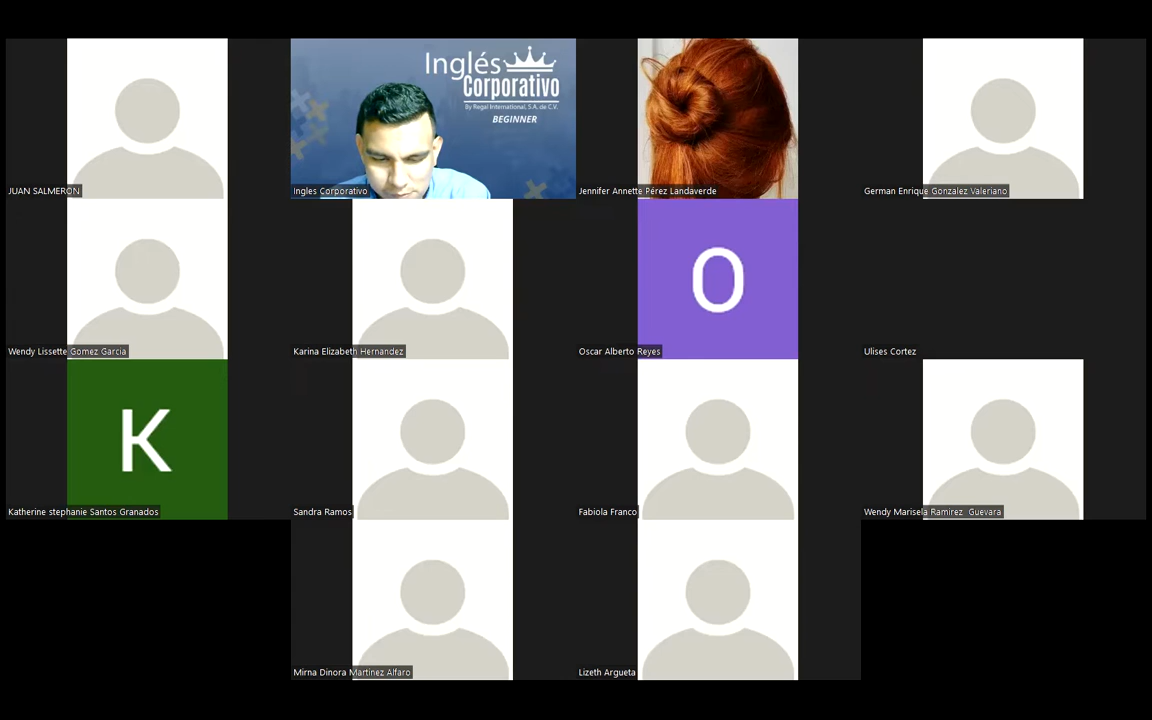 Inglés
Corporativo
By Regal International, S.A. de C.V.
BEGINNER
JUAN SALMERON
Ingles Corporativo
Jennifer Annette Pérez Landaverde
German Enrique Gonzalez Valeriano
O
Wendy Lissette Gomez Garcia
Karina Elizabeth Hernandez
Oscar Alberto Reyes
Ulises Cortez
K
Katherine stephanie Santos Granados
Sandra Ramos
Fabiola Franco
Wendy Marisela Ramirez Guevara
Mirna Dinora Martinez Alfaro
Lizeth Argueta